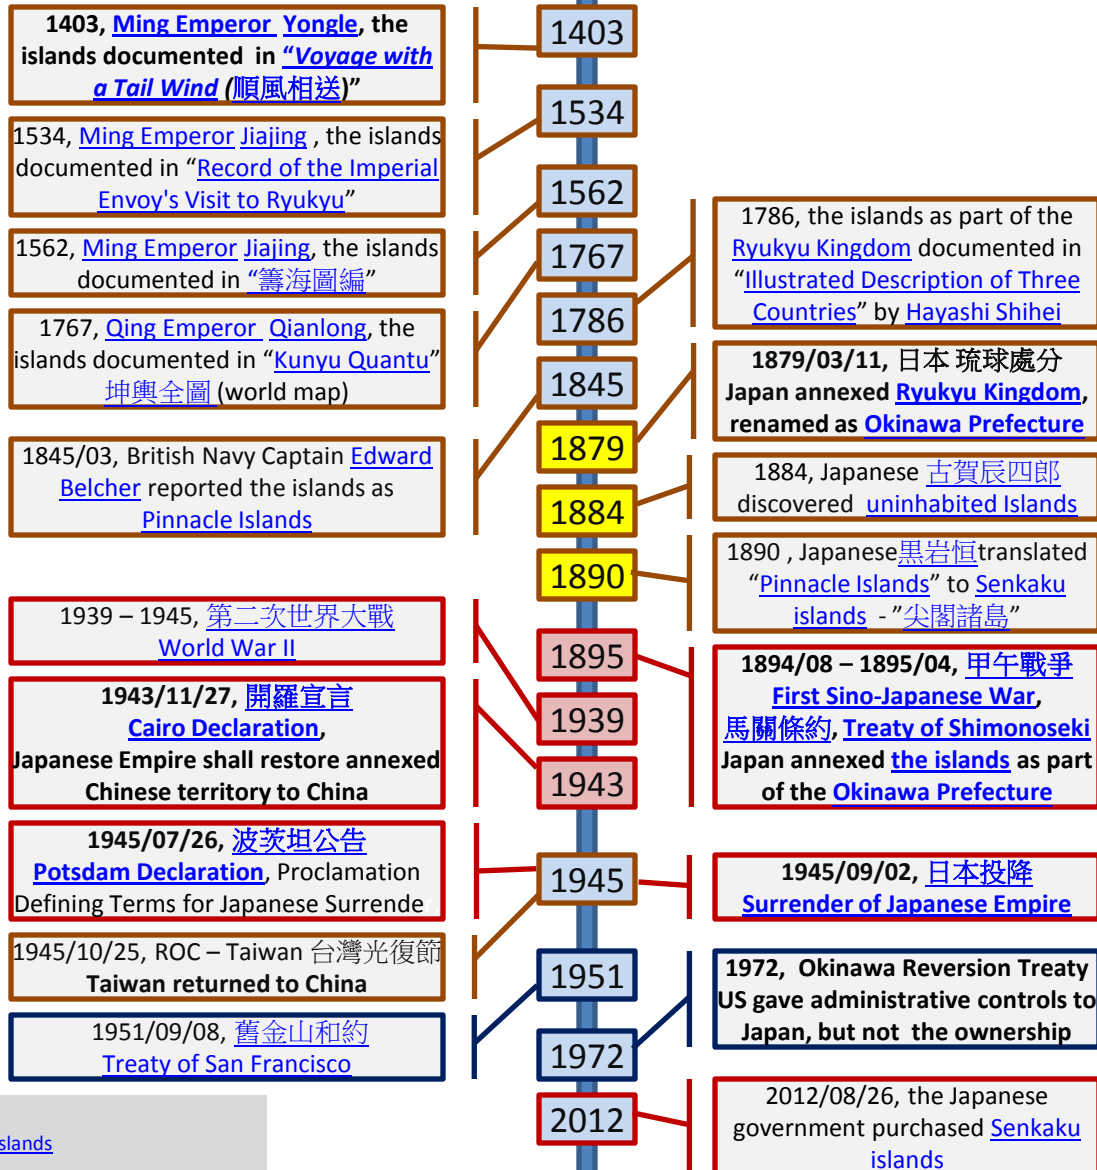 1403, Ming Emperor Yongle, the
islands documented in “Voyage with
a Tail Wind (順風相送)”
1534, Ming Emperor Jiajing , the islands
documented in “Record of the Imperial
Envoy's Visit to Ryukyu”
1562, Ming Emperor Jiajing, the islands
documented in “籌海圖編”
1767, Qing Emperor Qianlong, the
islands documented in “Kunyu Quantu”
坤輿全圖 (world map)
1845/03, British Navy Captain Edward
Belcher reported the islands as
Pinnacle Islands
1939 – 1945, 第二次世界大戰
World War II
1943/11/27, 開羅宣言
Cairo Declaration,
Japanese Empire shall restore annexed
Chinese territory to China
1945/07/26, 波茨坦公告
Potsdam Declaration, Proclamation
Defining Terms for Japanese Surrende
1945/10/25, ROC – Taiwan 台灣光復節
Taiwan returned to China
1951/09/08, 舊金山和約
Treaty of San Francisco
slands
1403
1534
1562
1767
1786
1845
1879
1884
1890
1895
1939
1943
1945
1951
1972
2012
1786, the islands as part of the
Ryukyu Kingdom documented in
“Illustrated Description of Three
Countries” by Hayashi Shihei
1879/03/11, 日本 琉球處分
Japan annexed Ryukyu Kingdom,
renamed as Okinawa Prefecture
1884, Japanese 古賀辰四郎
discovered uninhabited Islands
1890 , Japanese黒岩恒translated
“Pinnacle Islands” to Senkaku
islands - ”尖閣諸島”
1894/08 – 1895/04, 甲午戰爭
First Sino-Japanese War,
馬關條約, Treaty of Shimonoseki
Japan annexed the islands as part
of the Okinawa Prefecture
1945/09/02, 日本投降
Surrender of Japanese Empire
1972, Okinawa Reversion Treaty
US gave administrative controls to
Japan, but not the ownership
2012/08/26, the Japanese
government purchased Senkaku
islands